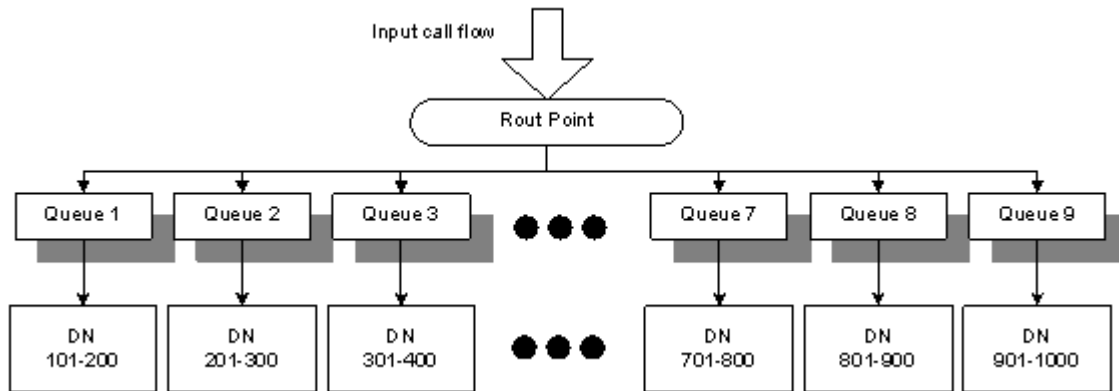 Input call flow
Rout Point
Queue 1
Queue 2
Queue 3
Queue 7
Queue 8
Queue 9
DN
101-200
DN
201-300
DN
301-400
DN
701-800
DN
801-900
DN
901-1000